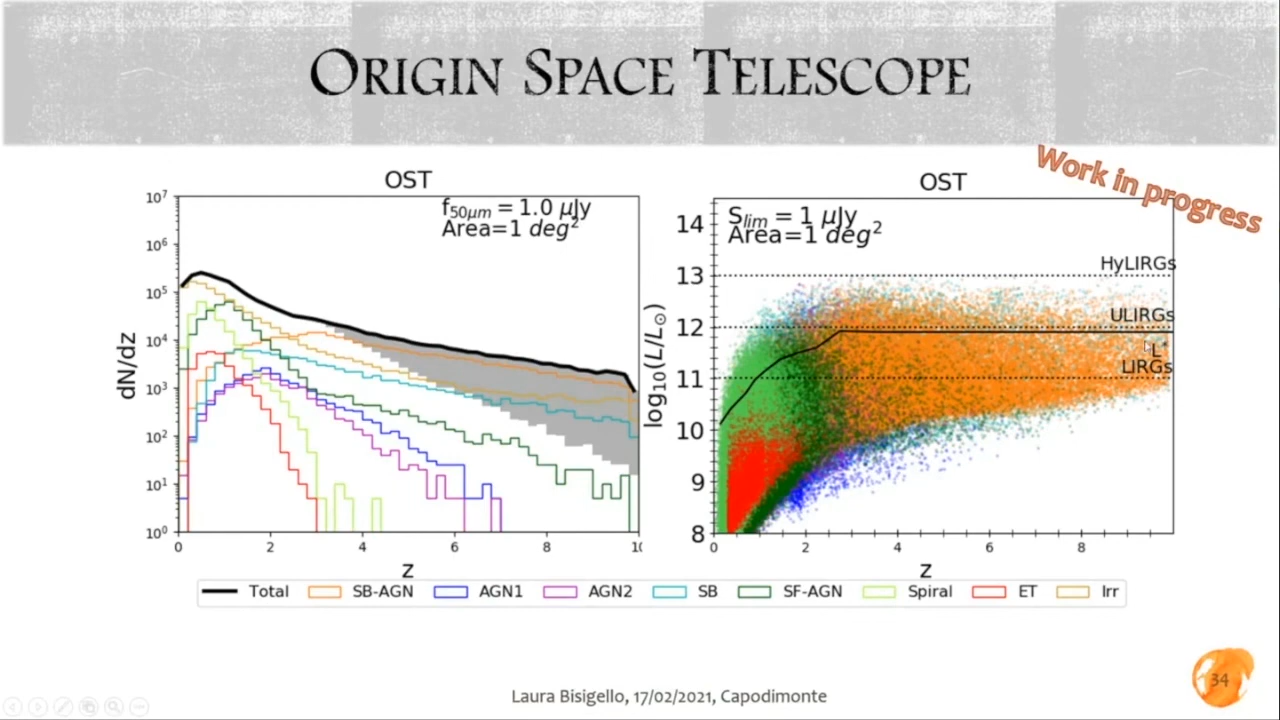 ORIGIN SPACE TELESCOPE
Work in progress
OST
f50μm = 1.0 μJy
Area=1 deg²
10⁷
10⁶
10⁵
10⁴
10³
10²
10¹
10⁰
dN/dz
0 2 4 6 8 10
z
OST
Slim = 1 μJy
Area=1 deg²
14
13
12
11
10
9
8
log₁₀(L/L⊙)
HyLIRGs
ULIRGs
L*
LIRGs
0 2 4 6 8
z
Total SB-AGN AGN1 AGN2 SB SF-AGN Spiral ET Irr
Laura Bisigello, 17/02/2021, Capodimonte
34